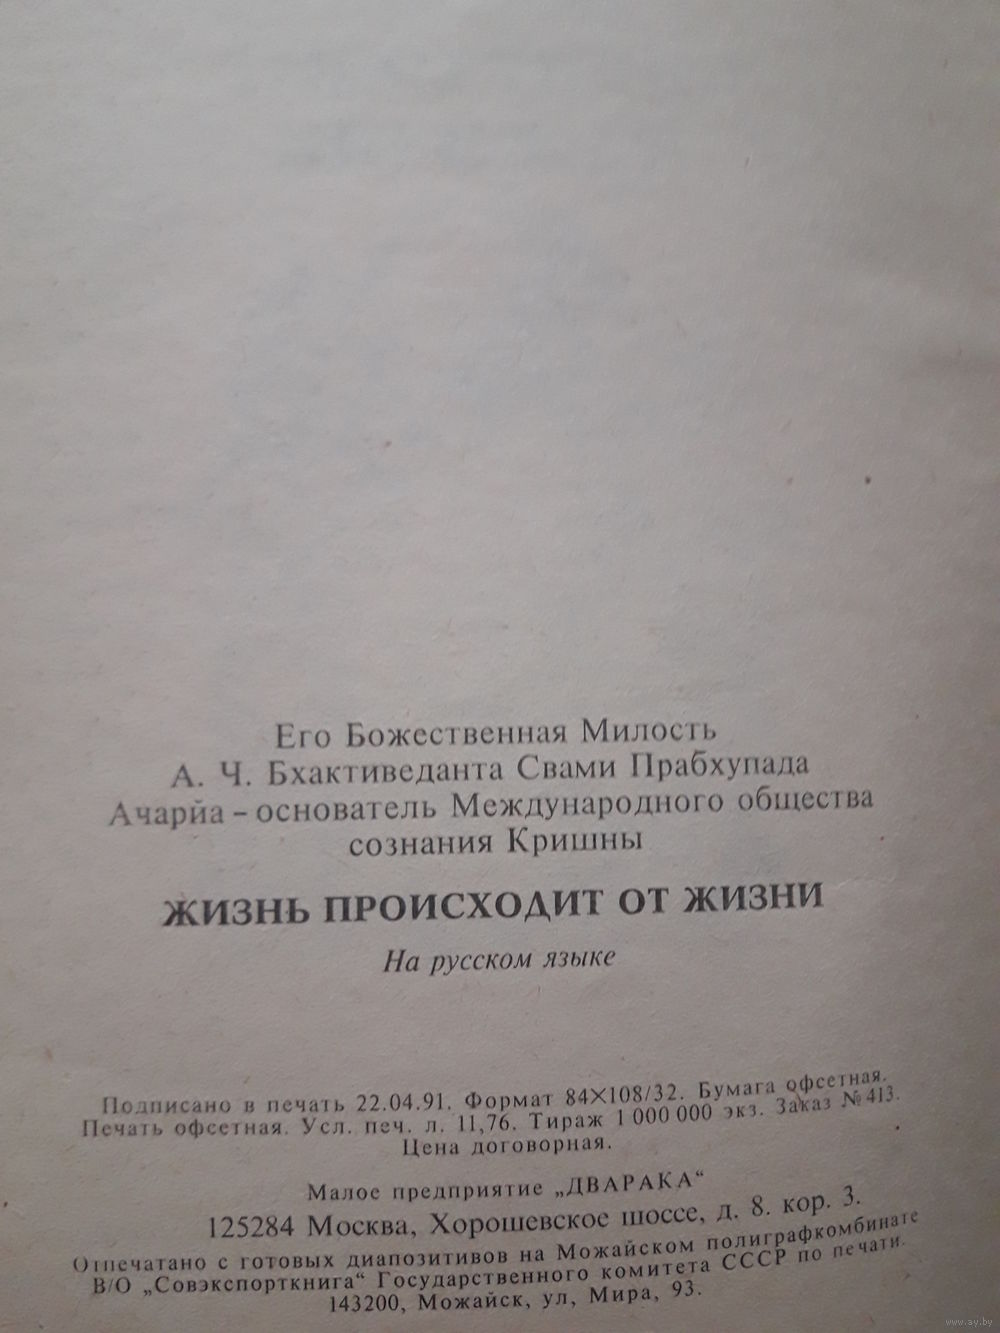 Его Божественная Милость
А. Ч. Бхактиведанта Свами Прабхупада
Ачарйа – основатель Международного общества
сознания Кришны
ЖИЗНЬ ПРОИСХОДИТ ОТ ЖИЗНИ
На русском языке
Подписано в печать 22.04.91. Формат 84×108/32. Бумага офсетная.
Печать офсетная. Усл. печ. л. 11,76. Тираж 1 000 000 экз. Заказ № 413.
Цена договорная.
Малое предприятие „ДВАРАКА“
125284 Москва, Хорошевское шоссе, д. 8. кор. 3.
Отпечатано с готовых диапозитивов на Можайском полиграфкомбинате
В/О „Совэкспорткнига“ Государственного комитета СССР по печати.
143200, Можайск, ул, Мира, 93.
www.ay.by